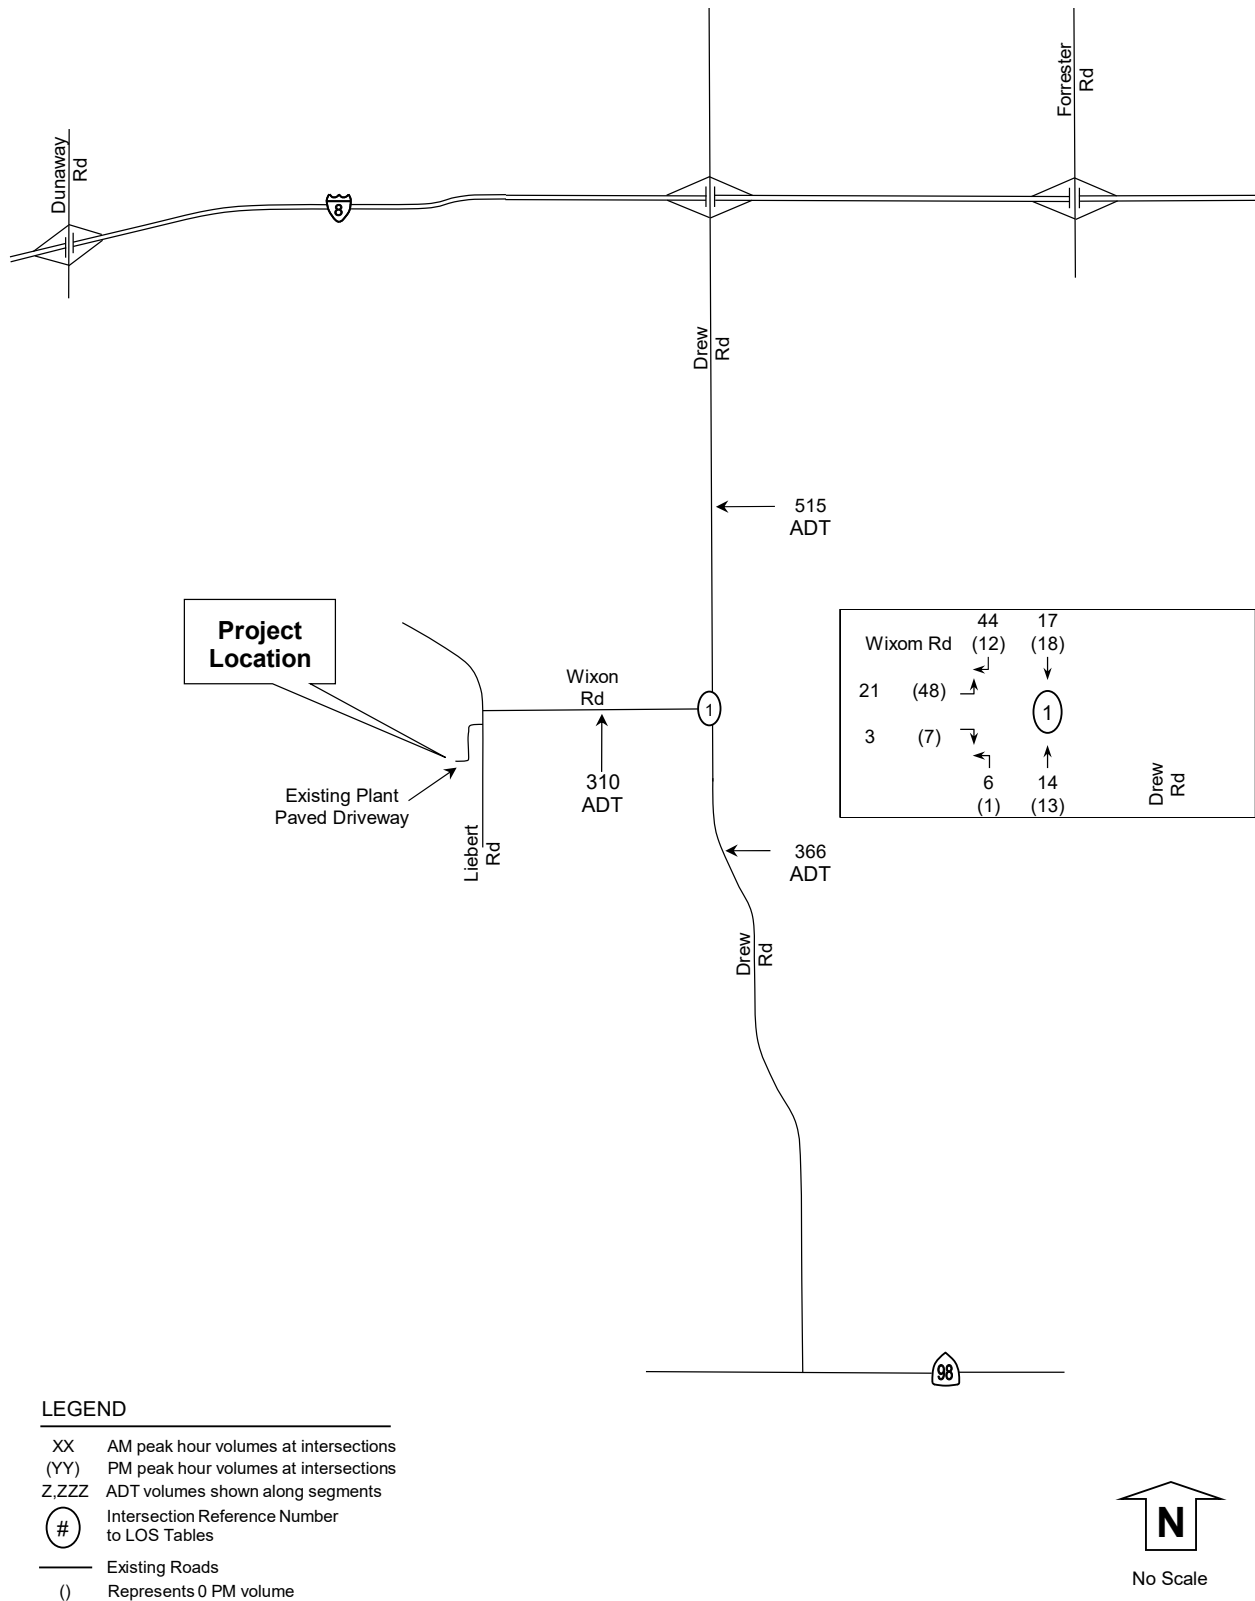 Forrester
Rd
Dunaway
Rd
8
Drew
Rd
515
ADT
Project
Location
Wixon
Rd
1
310
ADT
Existing Plant
Paved Driveway
Liebert
Rd
44 17
Wixom Rd (12) (18)
21 (48)
1
3 (7)
6 14
(1) (13)
Drew
Rd
366
ADT
Drew
Rd
98
LEGEND
XX AM peak hour volumes at intersections
(YY) PM peak hour volumes at intersections
Z,ZZZ ADT volumes shown along segments
# Intersection Reference Number
to LOS Tables
Existing Roads
() Represents 0 PM volume
N
No Scale